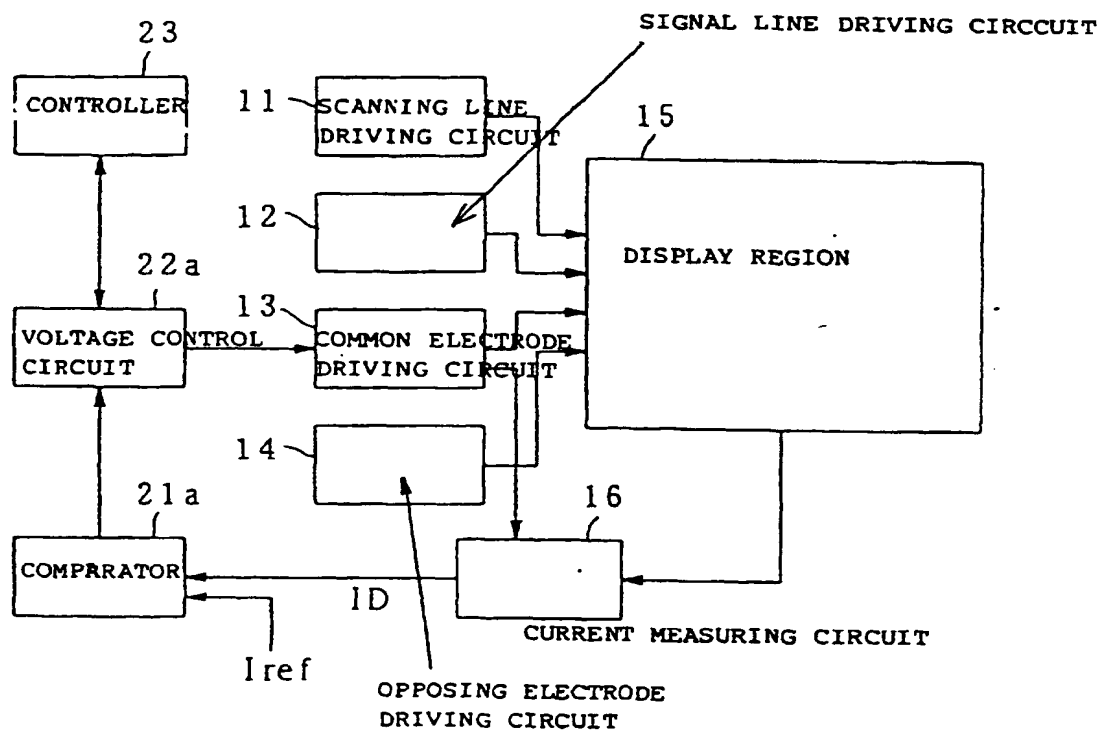 SIGNAL LINE DRIVING CIRCCUIT
23
CONTROLLER
11
SCANNING LINE
DRIVING CIRCUIT
15
12
DISPLAY REGION
22a
VOLTAGE CONTROL
CIRCUIT
13
COMMON ELECTRODE
DRIVING CIRCUIT
14
21a
COMPARATOR
16
ID
Iref
CURRENT MEASURING CIRCUIT
OPPOSING ELECTRODE
DRIVING CIRCUIT